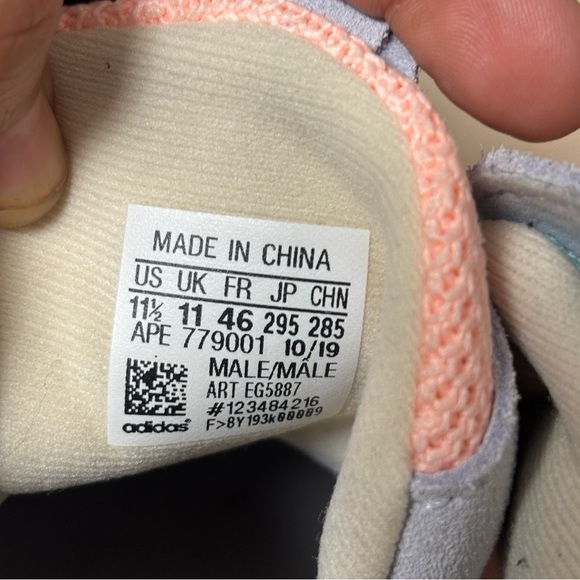 MADE IN CHINA
US UK FR JP CHN
11½ 11 46 295 285
APE 779001 10/19
MALE/MÂLE
ART EG5887
#123484216
F>8Y193k00009
adidas